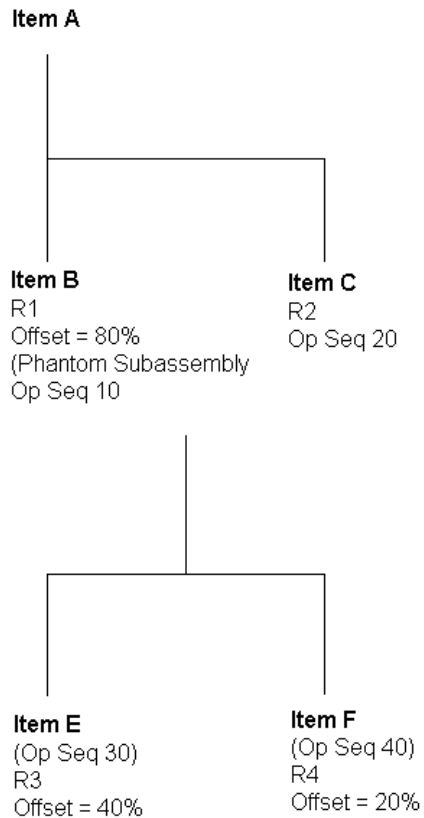 Item A
Item B
R1
Offset = 80%
(Phantom Subassembly
Op Seq 10
Item C
R2
Op Seq 20
Item E
(Op Seq 30)
R3
Offset = 40%
Item F
(Op Seq 40)
R4
Offset = 20%